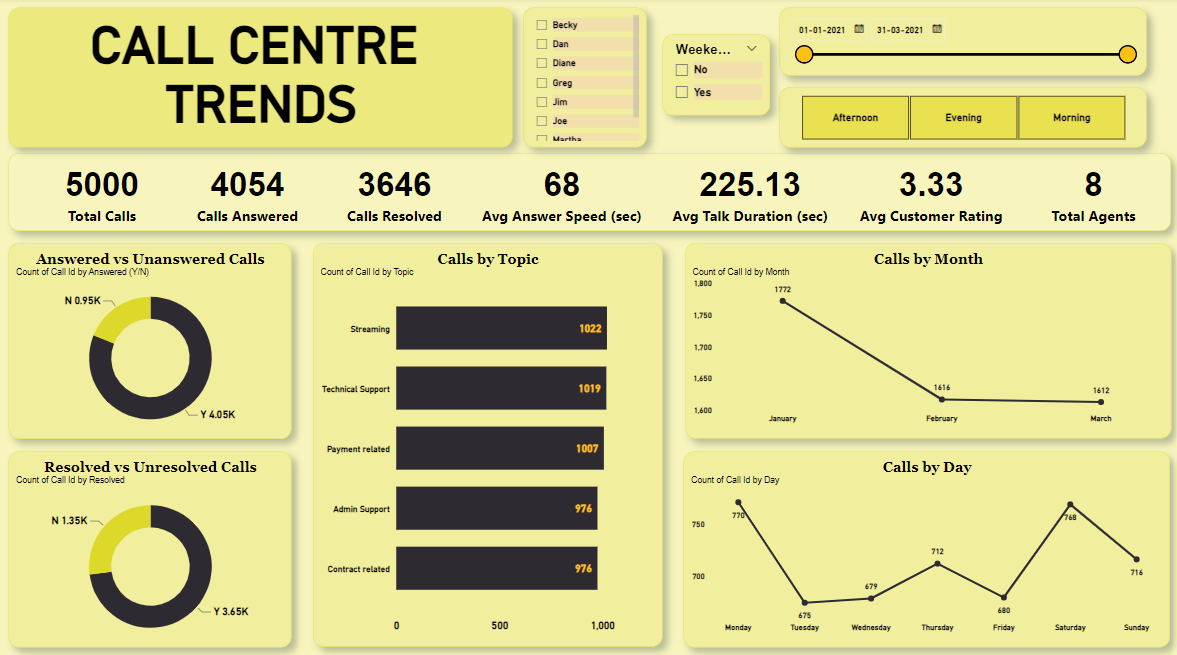 CALL CENTRE
TRENDS
Becky
Dan
Diane
Greg
Jim
Joe
Martha
Weeke...
No
Yes
01-01-2021
31-03-2021
Afternoon
Evening
Morning
5000
Total Calls
4054
Calls Answered
3646
Calls Resolved
68
Avg Answer Speed (sec)
225.13
Avg Talk Duration (sec)
3.33
Avg Customer Rating
8
Total Agents
Answered vs Unanswered Calls
Count of Call Id by Answered (Y/N)
N 0.95K
Y 4.05K
Resolved vs Unresolved Calls
Count of Call Id by Resolved
N 1.35K
Y 3.65K
Calls by Topic
Count of Call Id by Topic
Streaming 1022
Technical Support 1019
Payment related 1007
Admin Support 976
Contract related 976
0 500 1,000
Calls by Month
Count of Call Id by Month
1,800
1,750
1,700
1,650
1,600
1772
1616
1612
January February March
Calls by Day
Count of Call Id by Day
750
700
770
675
679
712
680
768
716
Monday Tuesday Wednesday Thursday Friday Saturday Sunday